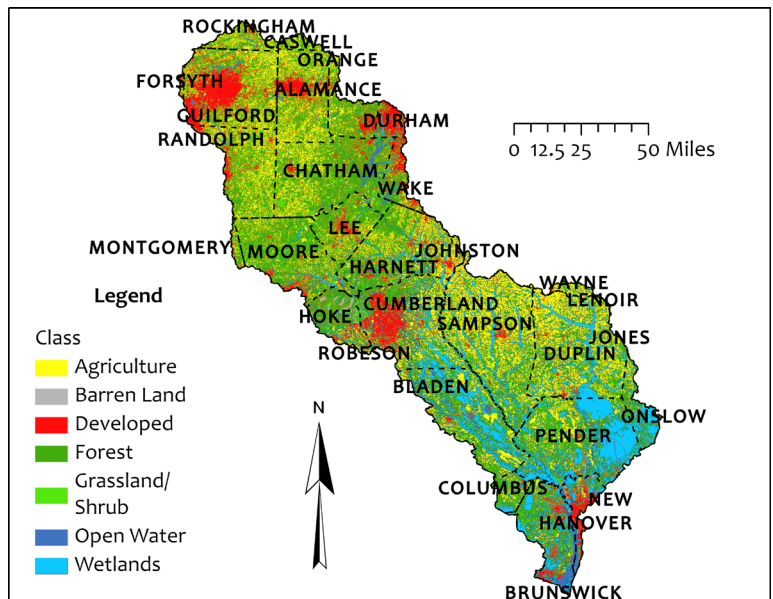 ROCKINGHAM
CASWELL
ORANGE
FORSYTH
ALAMANCE
GUILFORD
DURHAM
RANDOLPH
CHATHAM
WAKE
0 12.5 25 50 Miles
LEE
MONTGOMERY
MOORE
JOHNSTON
HARNETT
WAYNE
LENOIR
HOKE
CUMBERLAND
SAMPSON
JONES
DUPLIN
ROBESON
BLADEN
ONSLOW
PENDER
COLUMBUS
NEW
HANOVER
BRUNSWICK
Legend
Class
Agriculture
Barren Land
Developed
Forest
Grassland/
Shrub
Open Water
Wetlands
N